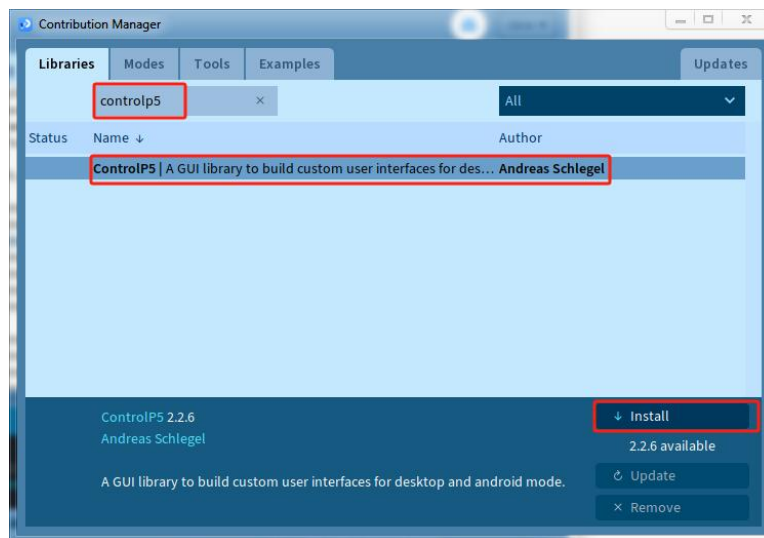 Contribution Manager
Libraries Modes Tools Examples Updates
controlp5 × All
Status Name ↓ Author
ControlP5 | A GUI library to build custom user interfaces for des... Andreas Schlegel
ControlP5 2.2.6
Andreas Schlegel
A GUI library to build custom user interfaces for desktop and android mode.
↓ Install
2.2.6 available
Update
× Remove